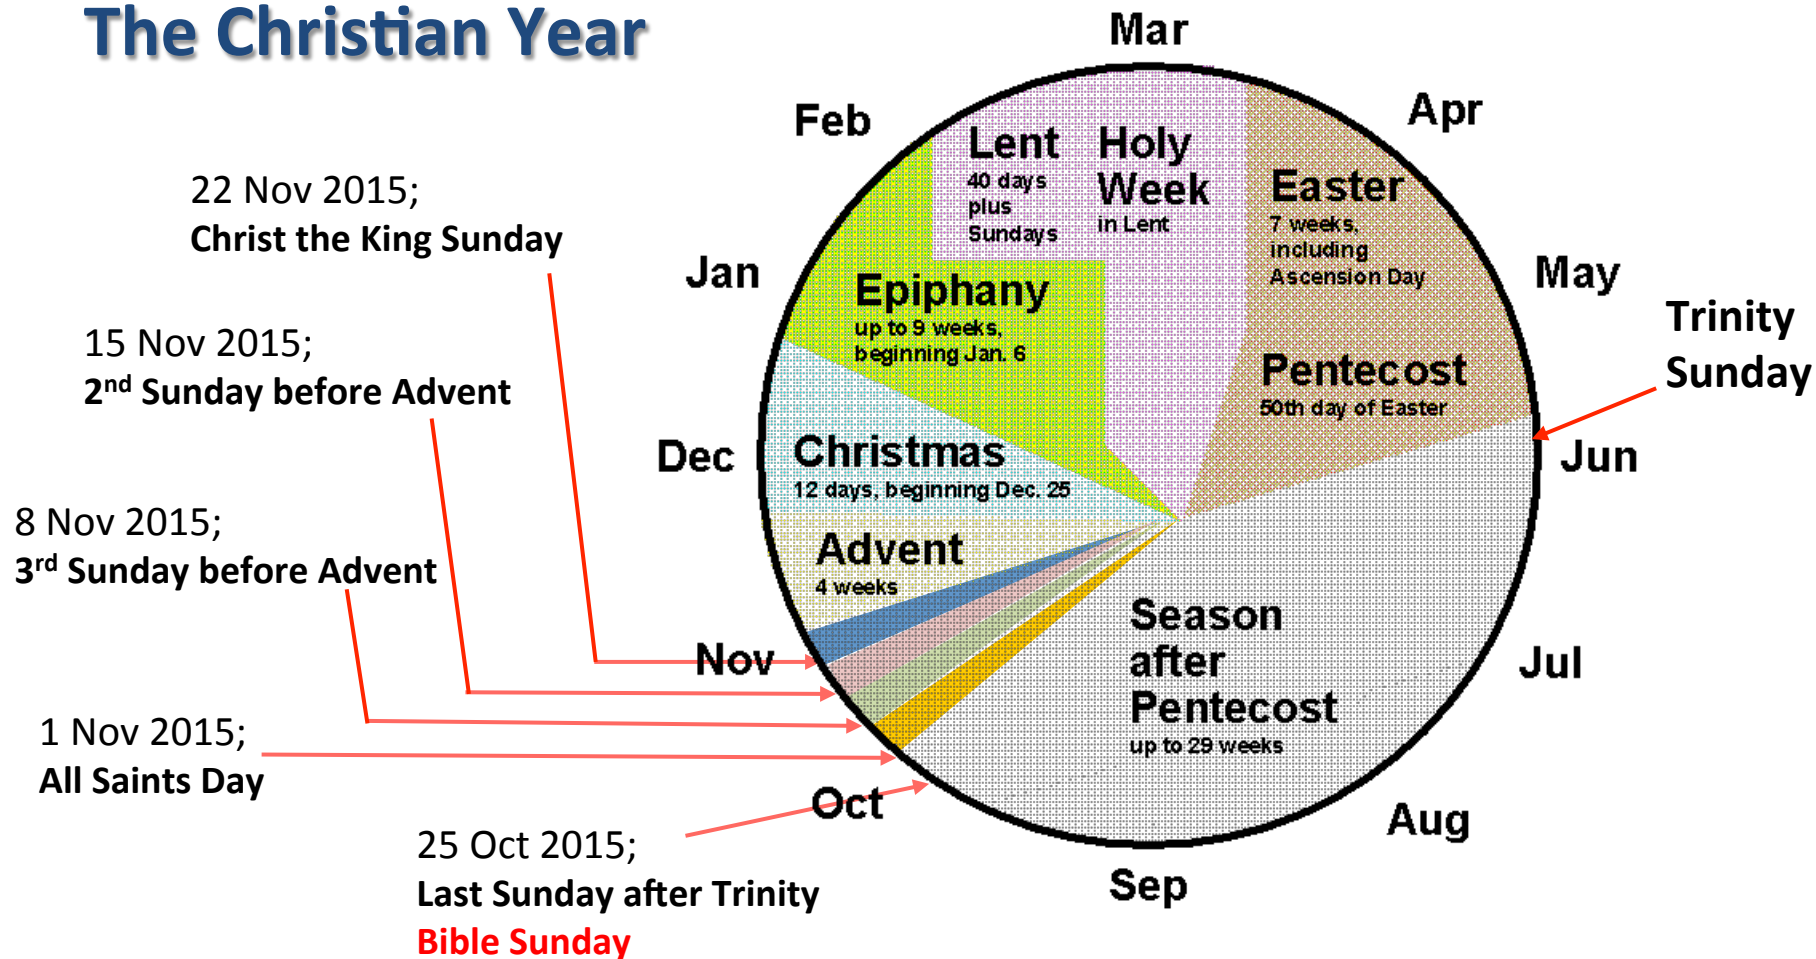 The Christian Year
Mar
Feb
Apr
Lent
40 days
plus
Sundays
Holy
Week
in Lent
Easter
7 weeks,
including
Ascension Day
22 Nov 2015;
Christ the King Sunday
Jan
May
Epiphany
up to 9 weeks,
beginning Jan. 6
Trinity
Sunday
15 Nov 2015;
2nd Sunday before Advent
Pentecost
50th day of Easter
Dec
Christmas
12 days, beginning Dec. 25
Jun
8 Nov 2015;
3rd Sunday before Advent
Advent
4 weeks
Season
after
Pentecost
up to 29 weeks
Nov
Jul
1 Nov 2015;
All Saints Day
Oct
Aug
25 Oct 2015;
Last Sunday after Trinity
Bible Sunday
Sep